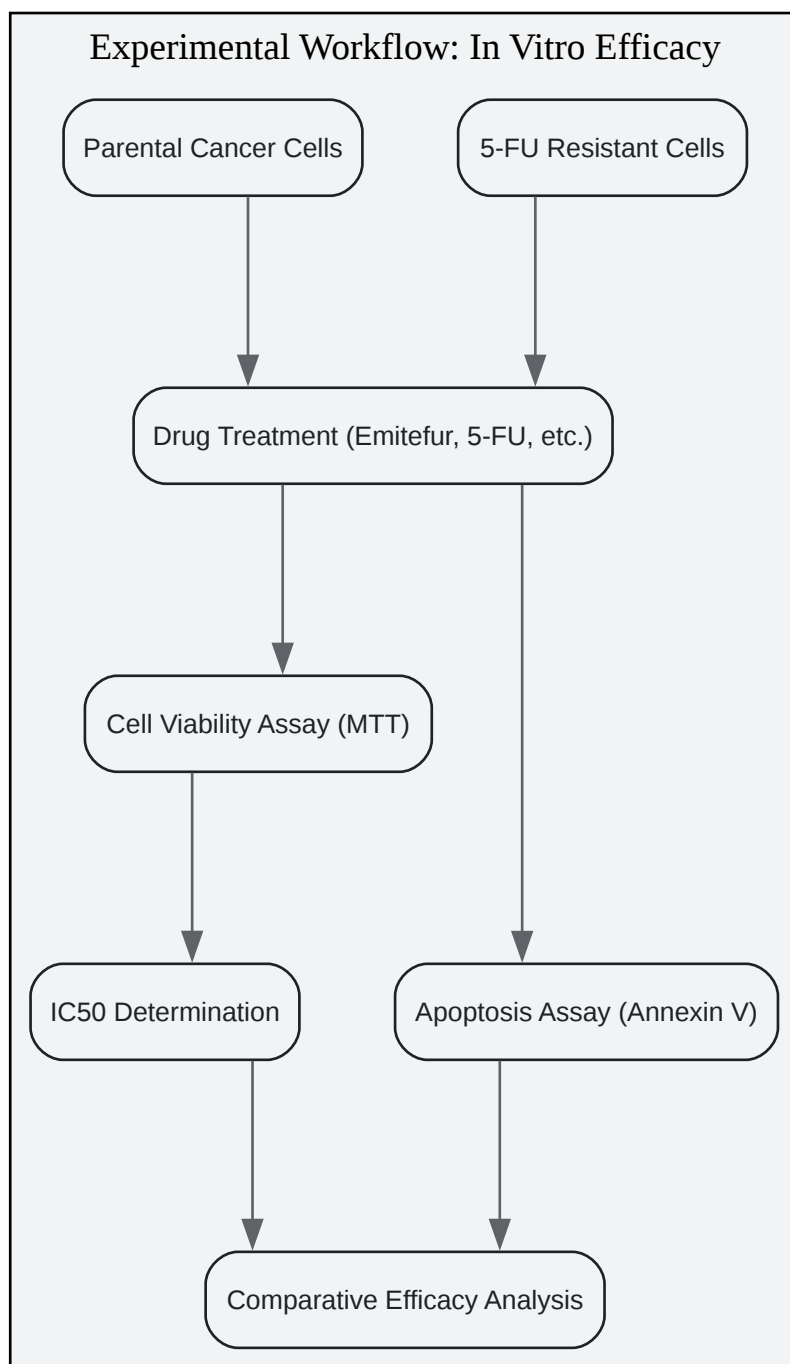 Experimental Workflow: In Vitro Efficacy
Parental Cancer Cells
5-FU Resistant Cells
Drug Treatment (Emitefur, 5-FU, etc.)
Cell Viability Assay (MTT)
IC50 Determination
Apoptosis Assay (Annexin V)
Comparative Efficacy Analysis